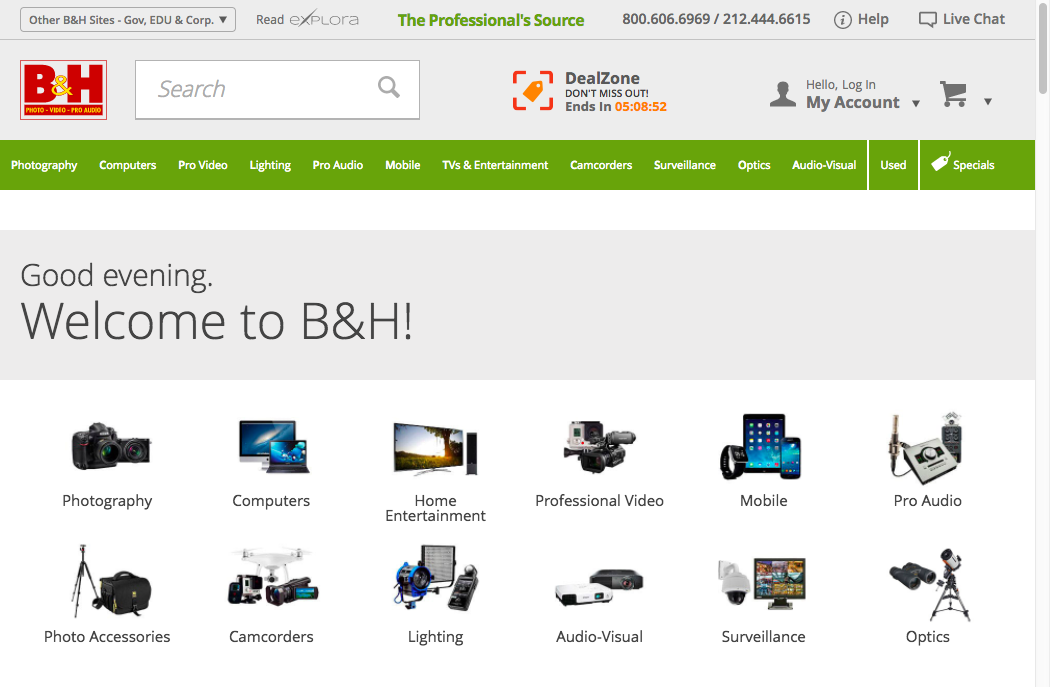 Other B&H Sites - Gov, EDU & Corp. ▼
Read explora
The Professional's Source
800.606.6969 / 212.444.6615
Help
Live Chat
B&H
PHOTO - VIDEO - PRO AUDIO
Search
DealZone
DON'T MISS OUT!
Ends In 05:08:52
Hello, Log In
My Account ▼
Photography Computers Pro Video Lighting Pro Audio Mobile TVs & Entertainment Camcorders Surveillance Optics Audio-Visual Used Specials
Good evening.
Welcome to B&H!
Photography
Computers
Home
Entertainment
Professional Video
Mobile
Pro Audio
Photo Accessories
Camcorders
Lighting
Audio-Visual
Surveillance
Optics